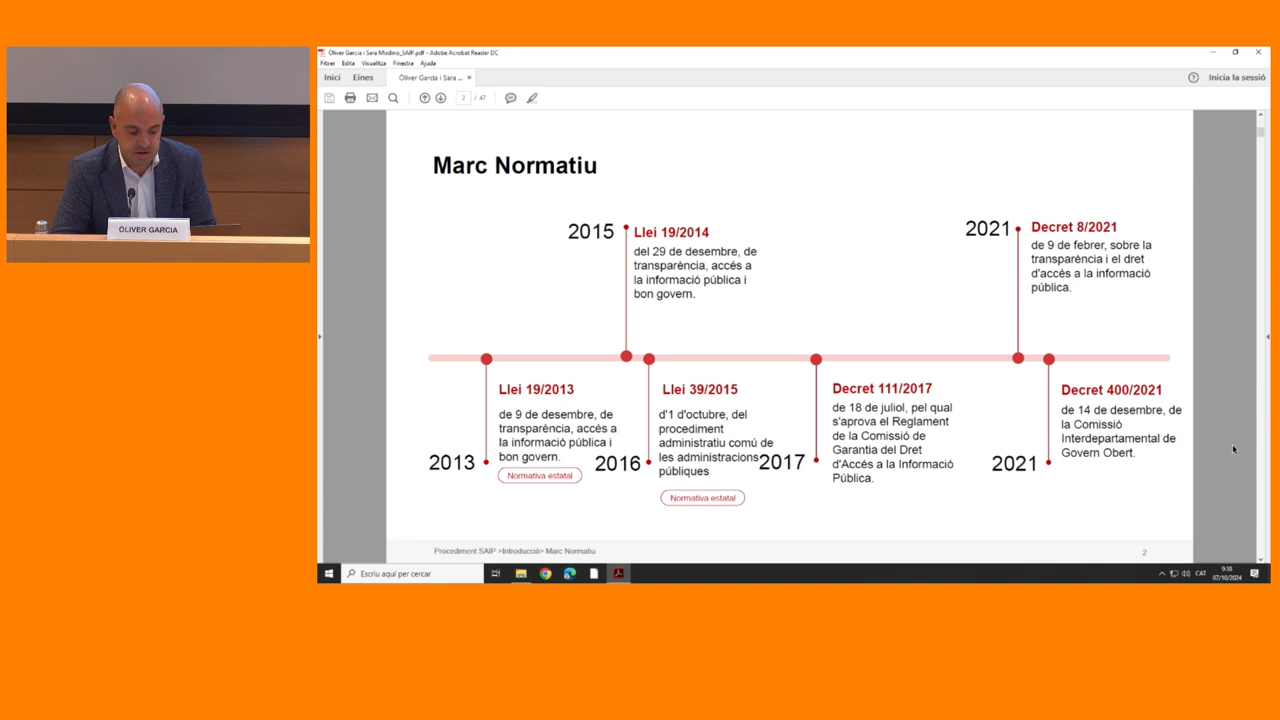 ÒLIVER GARCIA
Óliver Garcia i Sara Modino_SAIP.pdf - Adobe Acrobat Reader DC
Fitxer Edita Visualitza Finestra Ajuda
Inici Eines Óliver Garcia i Sara ... × Inicia la sessió
2 / 47
Marc Normatiu
2015
Llei 19/2014
del 29 de desembre, de
transparència, accés a
la informació pública i
bon govern.
2021
Decret 8/2021
de 9 de febrer, sobre la
transparència i el dret
d'accés a la informació
pública.
2013
Llei 19/2013
de 9 de desembre, de
transparència, accés a
la informació pública i
bon govern.
Normativa estatal
2016
Llei 39/2015
d'1 d'octubre, del
procediment
administratiu comú de
les administracions
públiques
Normativa estatal
2017
Decret 111/2017
de 18 de juliol, pel qual
s'aprova el Reglament
de la Comissió de
Garantia del Dret
d'Accés a la Informació
Pública.
2021
Decret 400/2021
de 14 de desembre, de
la Comissió
Interdepartamental de
Govern Obert.
Procediment SAIP >Introducció> Marc Normatiu
2
Escriu aquí per cercar
CAT
07/10/2024